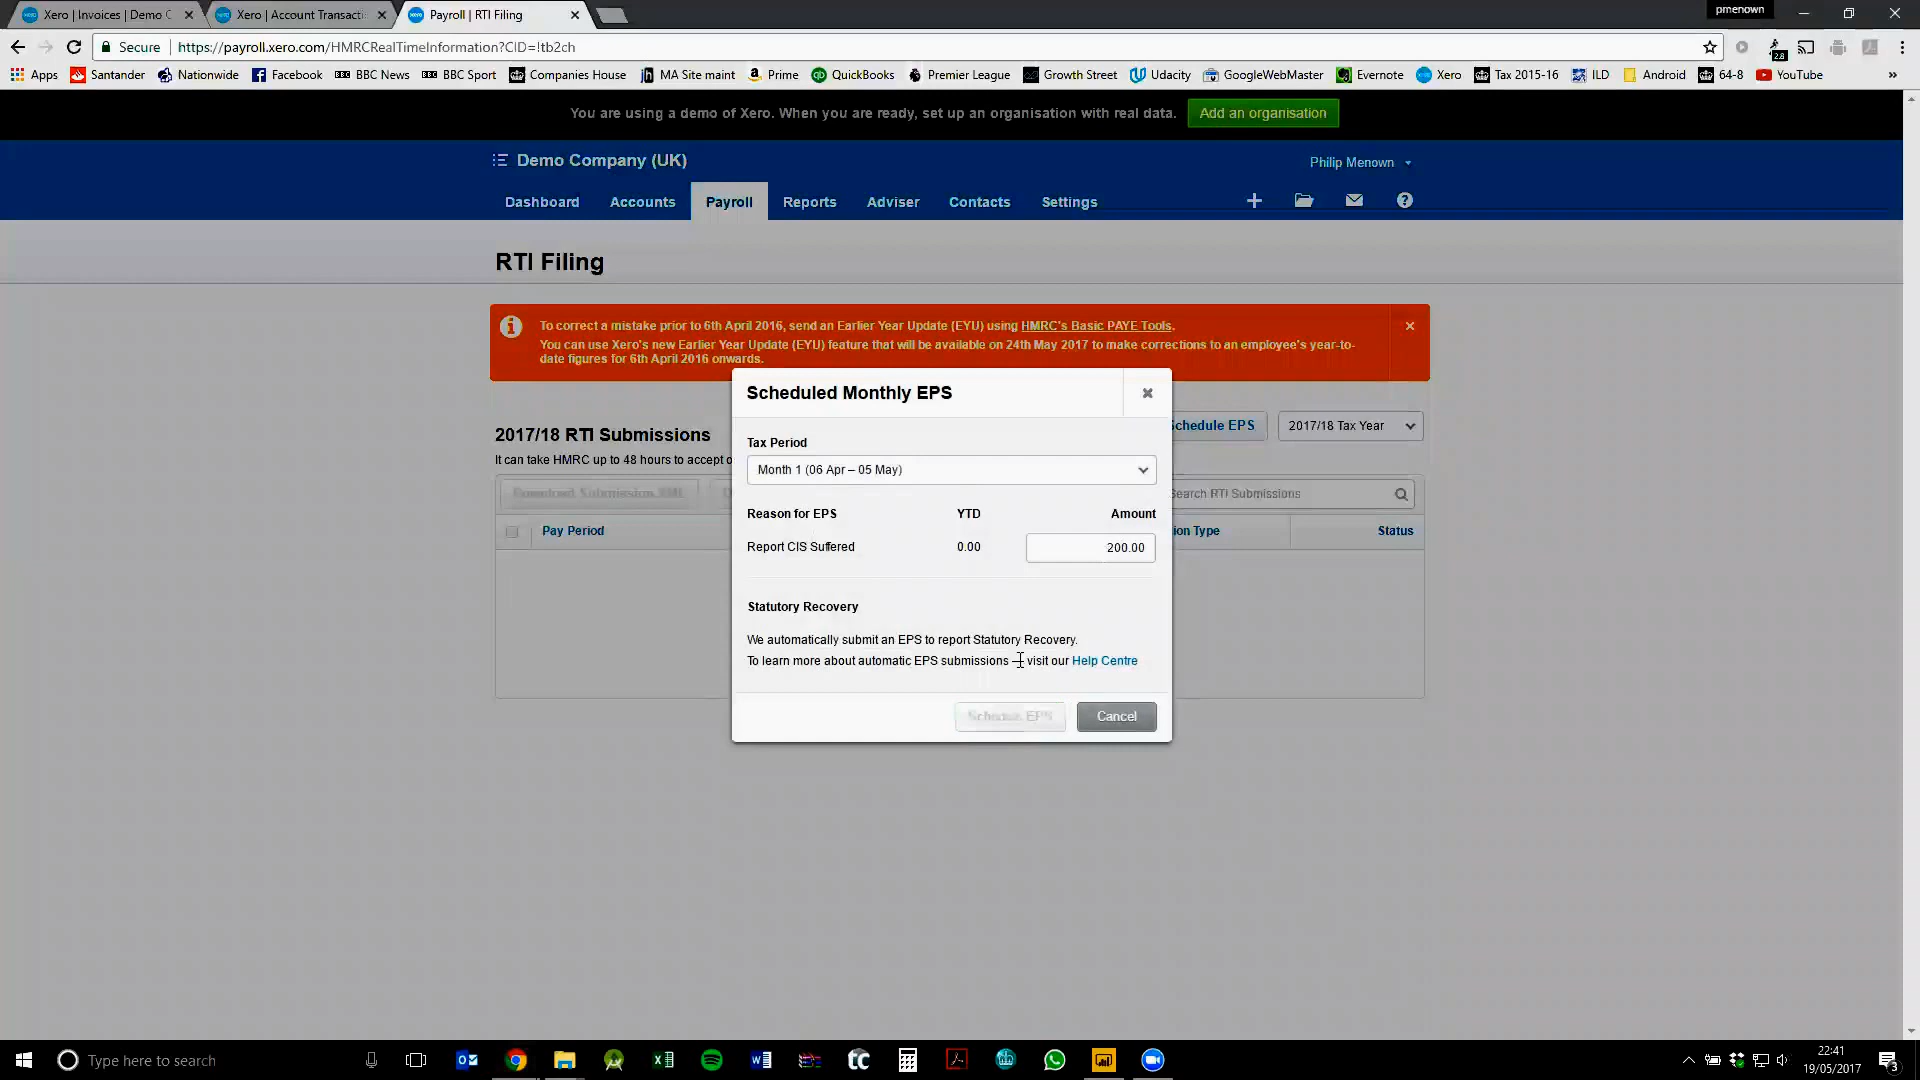 Xero | Invoices | Demo C
Xero | Account Transacti
Payroll | RTI Filing
pmenown
Secure
https://payroll.xero.com/HMRCRealTimeInformation?CID=!tb2ch
2.8
Apps
Santander
Nationwide
Facebook
BBC News
BBC Sport
Companies House
MA Site maint
Prime
QuickBooks
Premier League
Growth Street
Udacity
GoogleWebMaster
Evernote
Xero
Tax 2015-16
ILD
Android
64-8
YouTube
»
You are using a demo of Xero. When you are ready, set up an organisation with real data.
Add an organisation
Demo Company (UK)
Philip Menown
Dashboard
Accounts
Payroll
Reports
Adviser
Contacts
Settings
RTI Filing
To correct a mistake prior to 6th April 2016, send an Earlier Year Update (EYU) using HMRC's Basic PAYE Tools.
You can use Xero's new Earlier Year Update (EYU) feature that will be available on 24th May 2017 to make corrections to an employee's year-to-
date figures for 6th April 2016 onwards.
Scheduled Monthly EPS
2017/18 RTI Submissions
Schedule EPS
2017/18 Tax Year
It can take HMRC up to 48 hours to accept o
Download Submission XML
Search RTI Submissions
Pay Period
ion Type
Status
Tax Period
Month 1 (06 Apr – 05 May)
Reason for EPS
YTD
Amount
Report CIS Suffered
0.00
200.00
Statutory Recovery
We automatically submit an EPS to report Statutory Recovery.
To learn more about automatic EPS submissions – visit our Help Centre
Schedule EPS
Cancel
Type here to search
22:41
19/05/2017
3